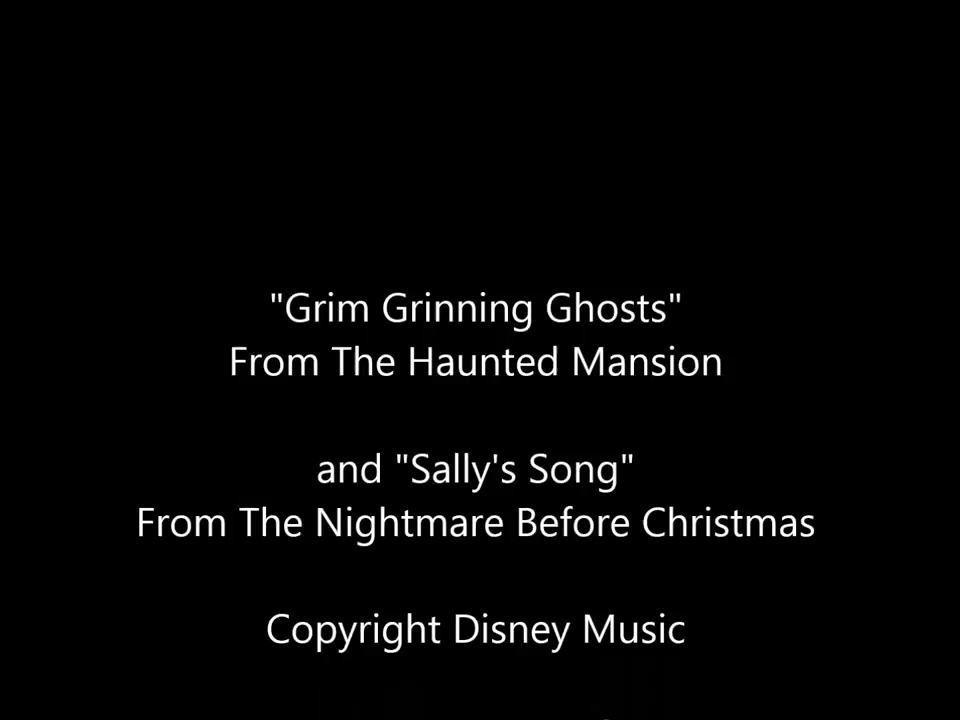 "Grim Grinning Ghosts"
From The Haunted Mansion
and "Sally's Song"
From The Nightmare Before Christmas
Copyright Disney Music